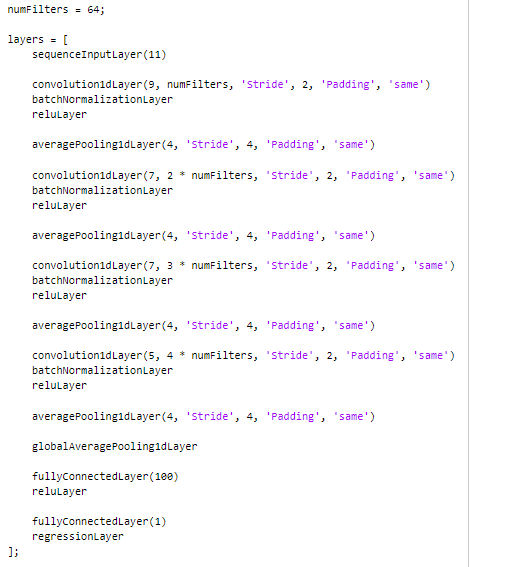 numFilters = 64;
layers = [
sequenceInputLayer(11)
convolution1dLayer(9, numFilters, 'Stride', 2, 'Padding', 'same')
batchNormalizationLayer
reluLayer
averagePooling1dLayer(4, 'Stride', 4, 'Padding', 'same')
convolution1dLayer(7, 2 * numFilters, 'Stride', 2, 'Padding', 'same')
batchNormalizationLayer
reluLayer
averagePooling1dLayer(4, 'Stride', 4, 'Padding', 'same')
convolution1dLayer(7, 3 * numFilters, 'Stride', 2, 'Padding', 'same')
batchNormalizationLayer
reluLayer
averagePooling1dLayer(4, 'Stride', 4, 'Padding', 'same')
convolution1dLayer(5, 4 * numFilters, 'Stride', 2, 'Padding', 'same')
batchNormalizationLayer
reluLayer
averagePooling1dLayer(4, 'Stride', 4, 'Padding', 'same')
globalAveragePooling1dLayer
fullyConnectedLayer(100)
reluLayer
fullyConnectedLayer(1)
regressionLayer
];